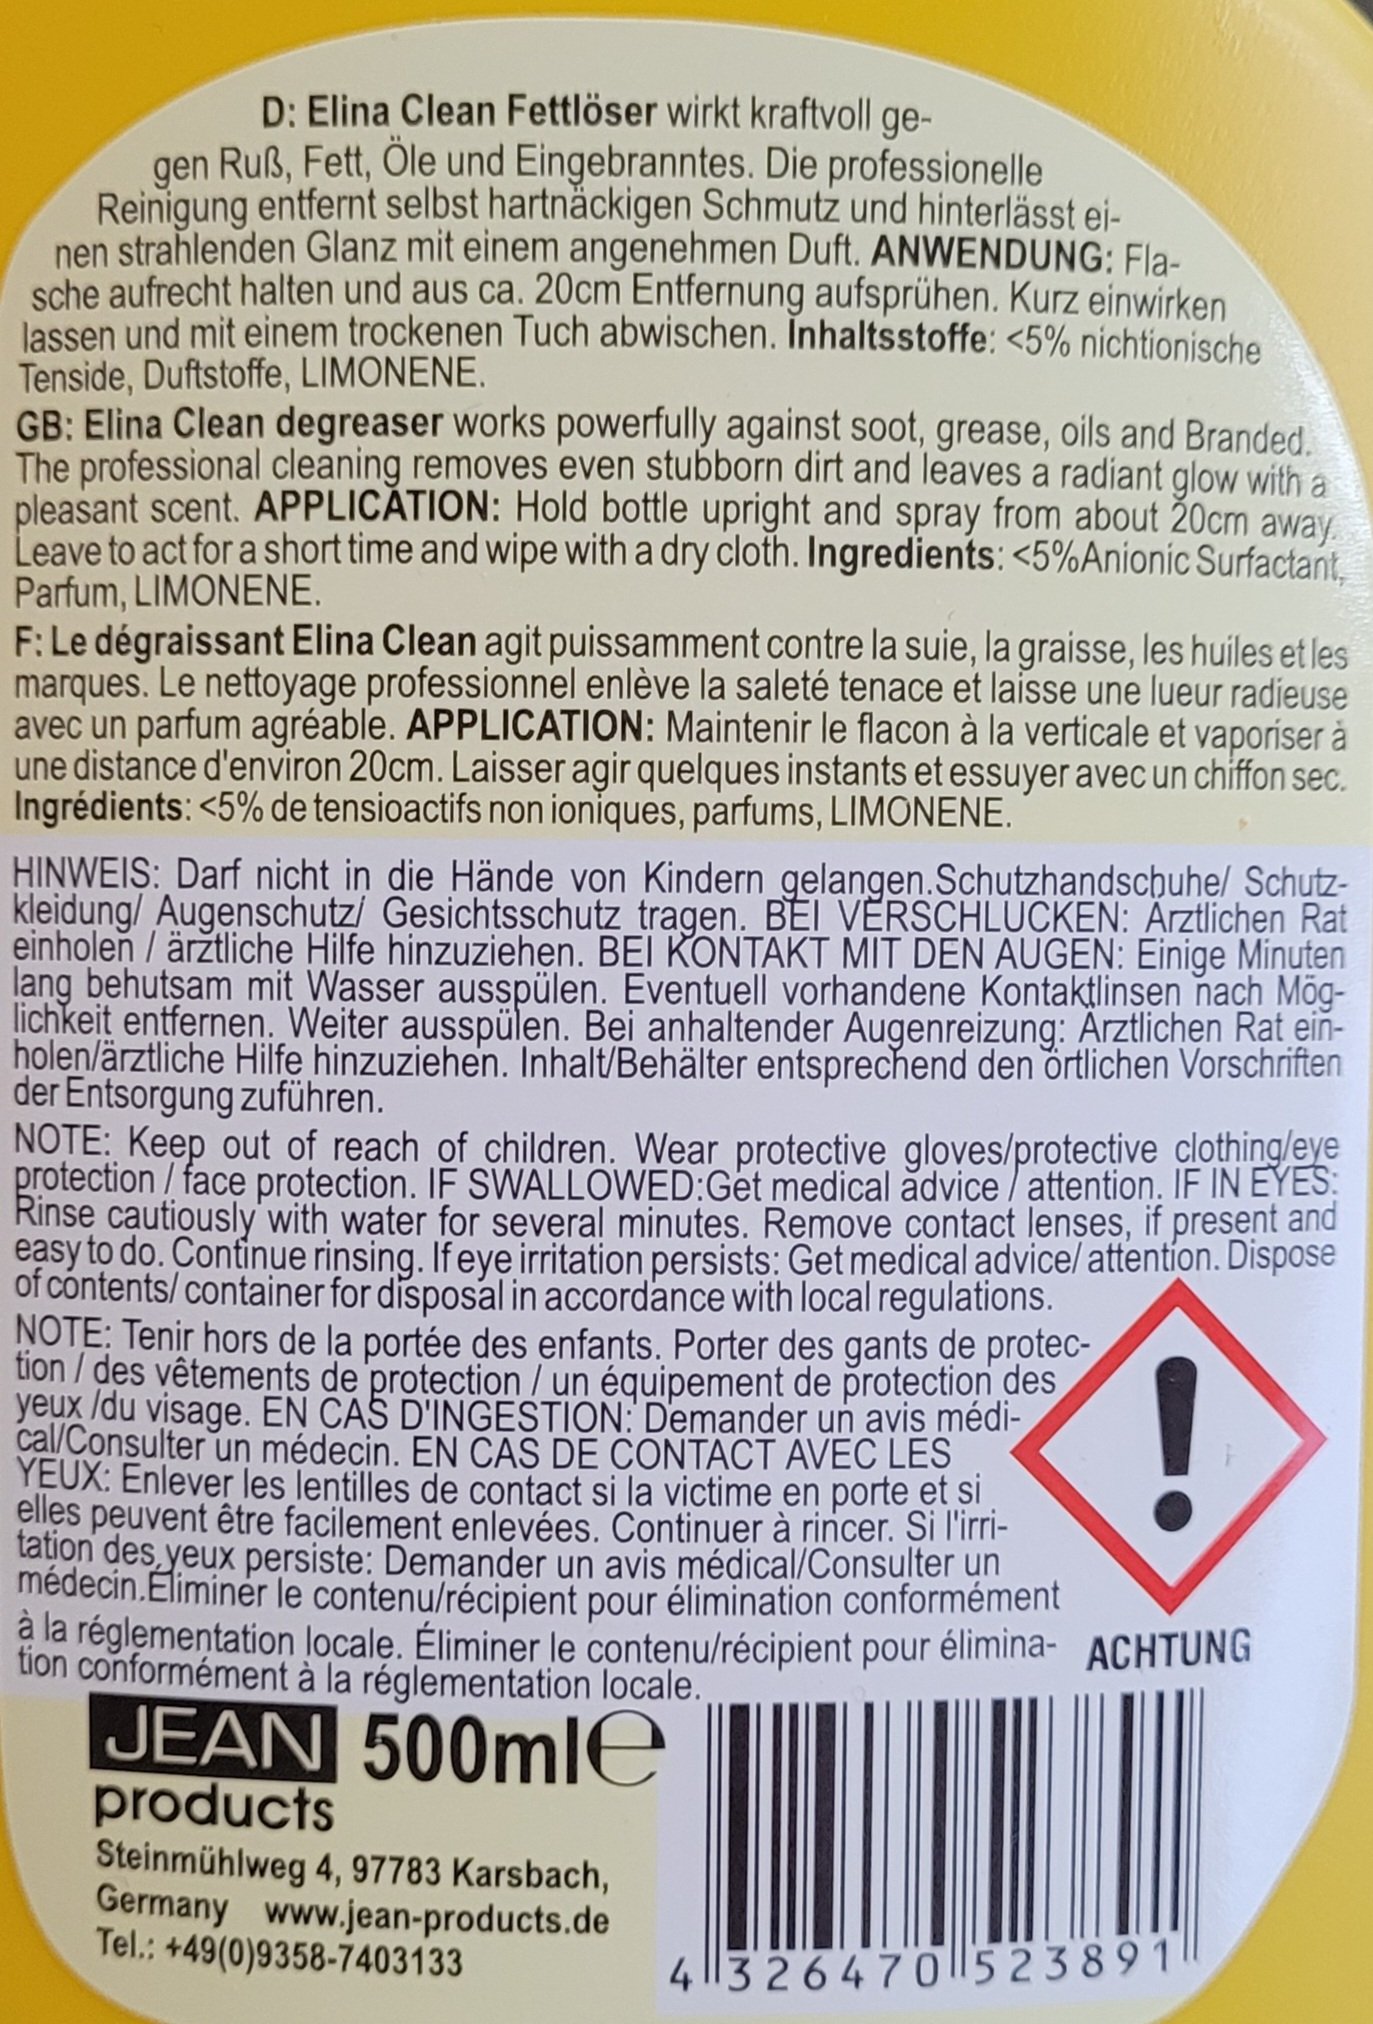 D: Elina Clean Fettlöser wirkt kraftvoll ge-
gen Ruß, Fett, Öle und Eingebranntes. Die professionelle
Reinigung entfernt selbst hartnäckigen Schmutz und hinterlässt ei-
nen strahlenden Glanz mit einem angenehmen Duft. ANWENDUNG: Fla-
sche aufrecht halten und aus ca. 20cm Entfernung aufsprühen. Kurz einwirken
lassen und mit einem trockenen Tuch abwischen. Inhaltsstoffe: <5% nichtionische
Tenside, Duftstoffe, LIMONENE.
GB: Elina Clean degreaser works powerfully against soot, grease, oils and Branded.
The professional cleaning removes even stubborn dirt and leaves a radiant glow with a
pleasant scent. APPLICATION: Hold bottle upright and spray from about 20cm away.
Leave to act for a short time and wipe with a dry cloth. Ingredients: <5%Anionic Surfactant,
Parfum, LIMONENE.
F: Le dégraissant Elina Clean agit puissamment contre la suie, la graisse, les huiles et les
marques. Le nettoyage professionnel enlève la saleté tenace et laisse une lueur radieuse
avec un parfum agréable. APPLICATION: Maintenir le flacon à la verticale et vaporiser à
une distance d'environ 20cm. Laisser agir quelques instants et essuyer avec un chiffon sec.
Ingrédients: <5% de tensioactifs non ioniques, parfums, LIMONENE.
HINWEIS: Darf nicht in die Hände von Kindern gelangen.Schutzhandschuhe/ Schutz-
kleidung/ Augenschutz/ Gesichtsschutz tragen. BEI VERSCHLUCKEN: Ärztlichen Rat
einholen / ärztliche Hilfe hinzuziehen. BEI KONTAKT MIT DEN AUGEN: Einige Minuten
lang behutsam mit Wasser ausspülen. Eventuell vorhandene Kontaktlinsen nach Mög-
lichkeit entfernen. Weiter ausspülen. Bei anhaltender Augenreizung: Ärztlichen Rat ein-
holen/ärztliche Hilfe hinzuziehen. Inhalt/Behälter entsprechend den örtlichen Vorschriften
der Entsorgung zuführen.
NOTE: Keep out of reach of children. Wear protective gloves/protective clothing/eye
protection / face protection. IF SWALLOWED:Get medical advice / attention. IF IN EYES:
Rinse cautiously with water for several minutes. Remove contact lenses, if present and
easy to do. Continue rinsing. If eye irritation persists: Get medical advice/ attention. Dispose
of contents/ container for disposal in accordance with local regulations.
NOTE: Tenir hors de la portée des enfants. Porter des gants de protec-
tion / des vêtements de protection / un équipement de protection des
yeux /du visage. EN CAS D'INGESTION: Demander un avis médi-
cal/Consulter un médecin. EN CAS DE CONTACT AVEC LES
YEUX: Enlever les lentilles de contact si la victime en porte et si
elles peuvent être facilement enlevées. Continuer à rincer. Si l'irri-
tation des yeux persiste: Demander un avis médical/Consulter un
médecin.Éliminer le contenu/récipient pour élimination conformément
à la réglementation locale. Éliminer le contenu/récipient pour élimina-
tion conformément à la réglementation locale.
ACHTUNG
JEAN 500ml℮
products
Steinmühlweg 4, 97783 Karsbach,
Germany www.jean-products.de
Tel.: +49(0)9358-7403133
4 326470 523891